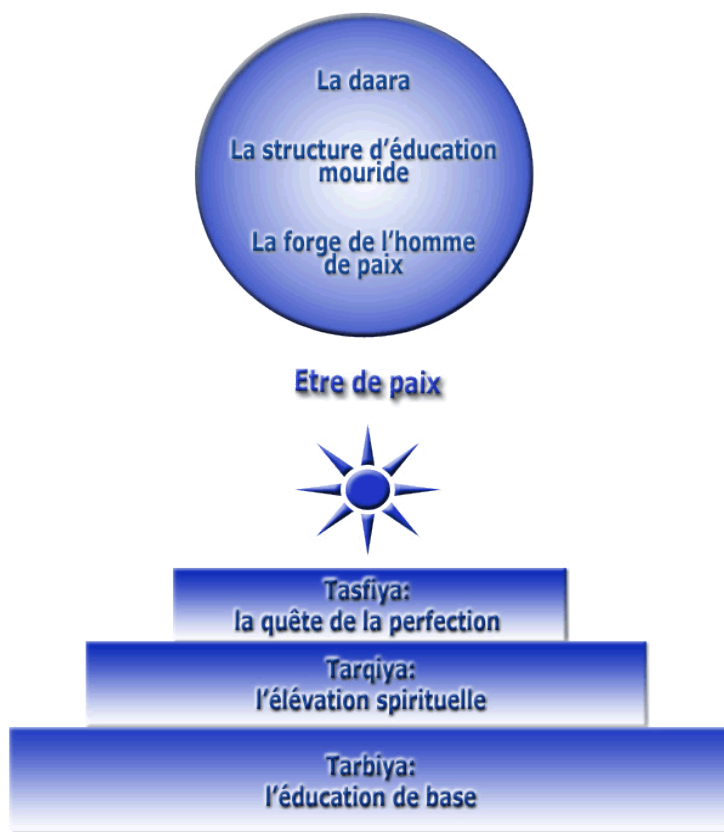 La daara
La structure d'éducation
mouride
La forge de l'homme
de paix
Etre de paix
Tasfiya:
la quête de la perfection
Tarqiya:
l'élévation spirituelle
Tarbiya:
l'éducation de base